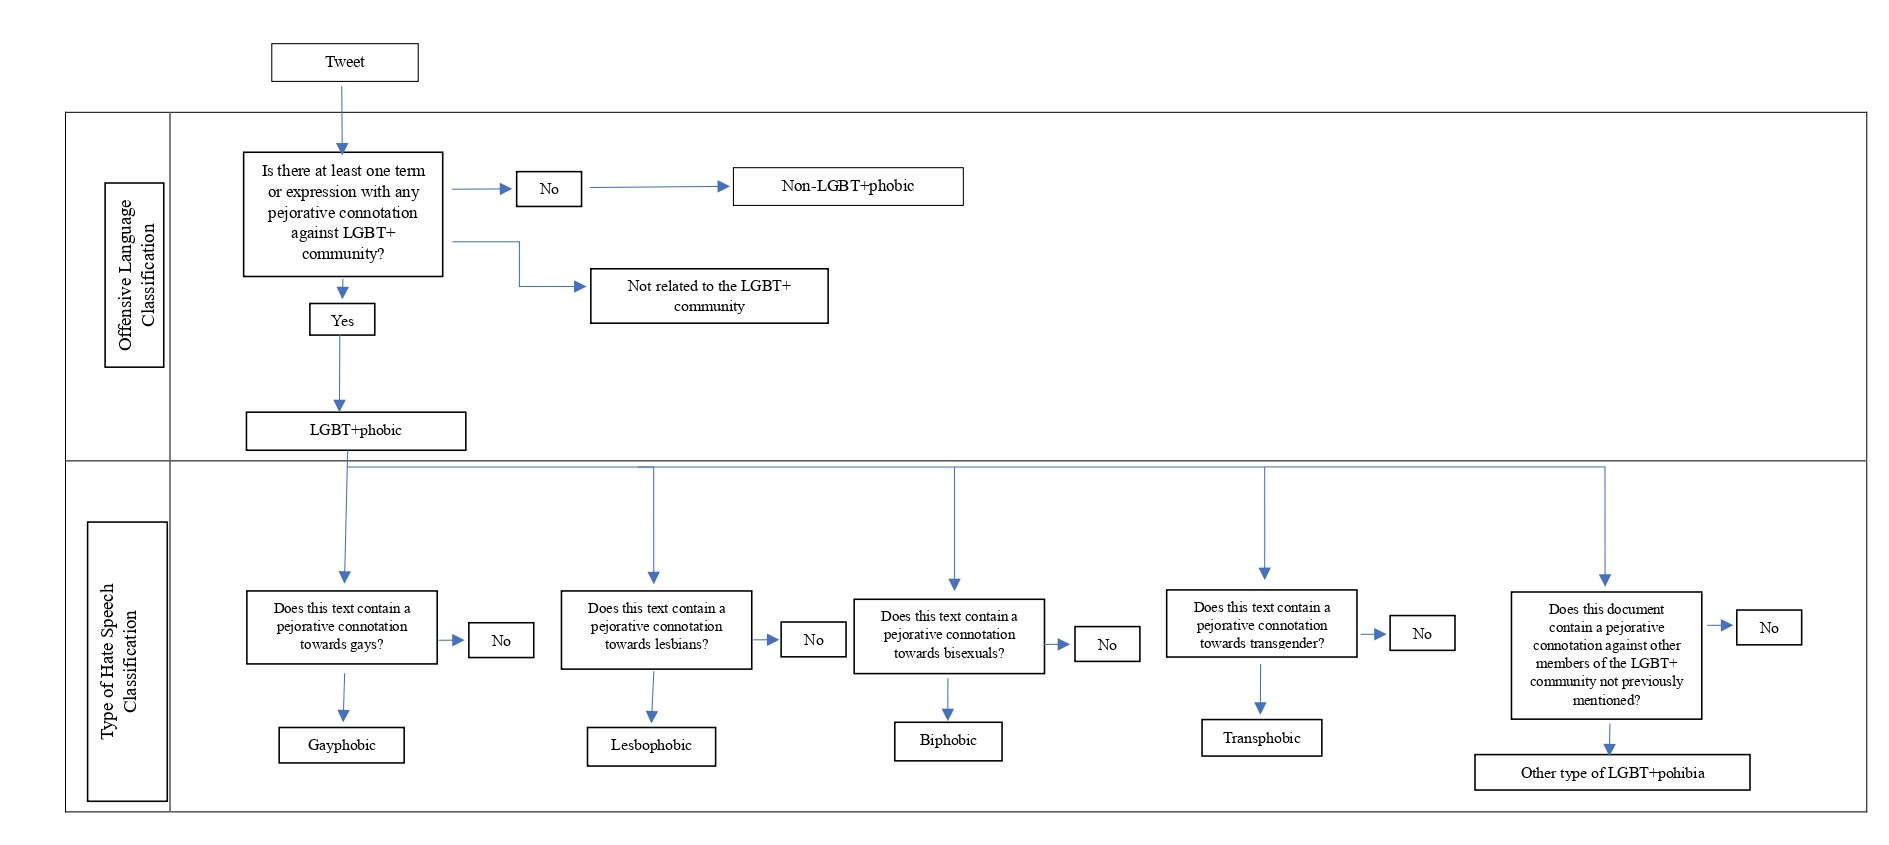 Tweet
Offensive Language
Classification
Is there at least one term
or expression with any
pejorative connotation
against LGBT+
community?
No
Non-LGBT+phobic
Not related to the LGBT+
community
Yes
LGBT+phobic
Type of Hate Speech
Classification
Does this text contain a
pejorative connotation
towards gays?
No
Does this text contain a
pejorative connotation
towards lesbians?
No
Does this text contain a
pejorative connotation
towards bisexuals?
No
Does this text contain a
pejorative connotation
towards transgender?
No
Does this document
contain a pejorative
connotation against other
members of the LGBT+
community not previously
mentioned?
No
Gayphobic
Lesbophobic
Biphobic
Transphobic
Other type of LGBT+pohibia